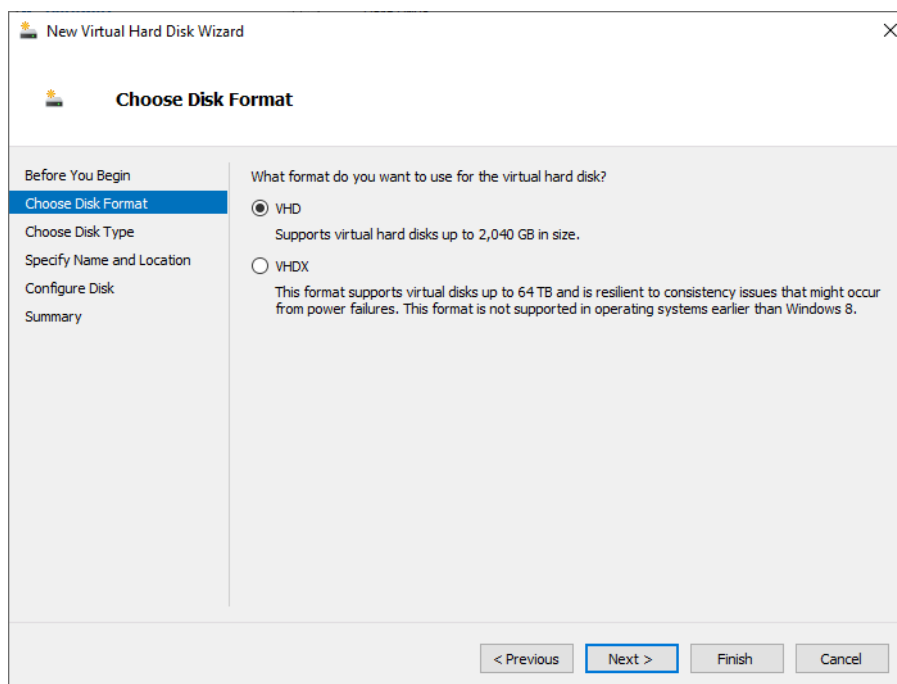 New Virtual Hard Disk Wizard
Choose Disk Format
Before You Begin
Choose Disk Format
Choose Disk Type
Specify Name and Location
Configure Disk
Summary
What format do you want to use for the virtual hard disk?
VHD
Supports virtual hard disks up to 2,040 GB in size.
VHDX
This format supports virtual disks up to 64 TB and is resilient to consistency issues that might occur
from power failures. This format is not supported in operating systems earlier than Windows 8.
< Previous
Next >
Finish
Cancel